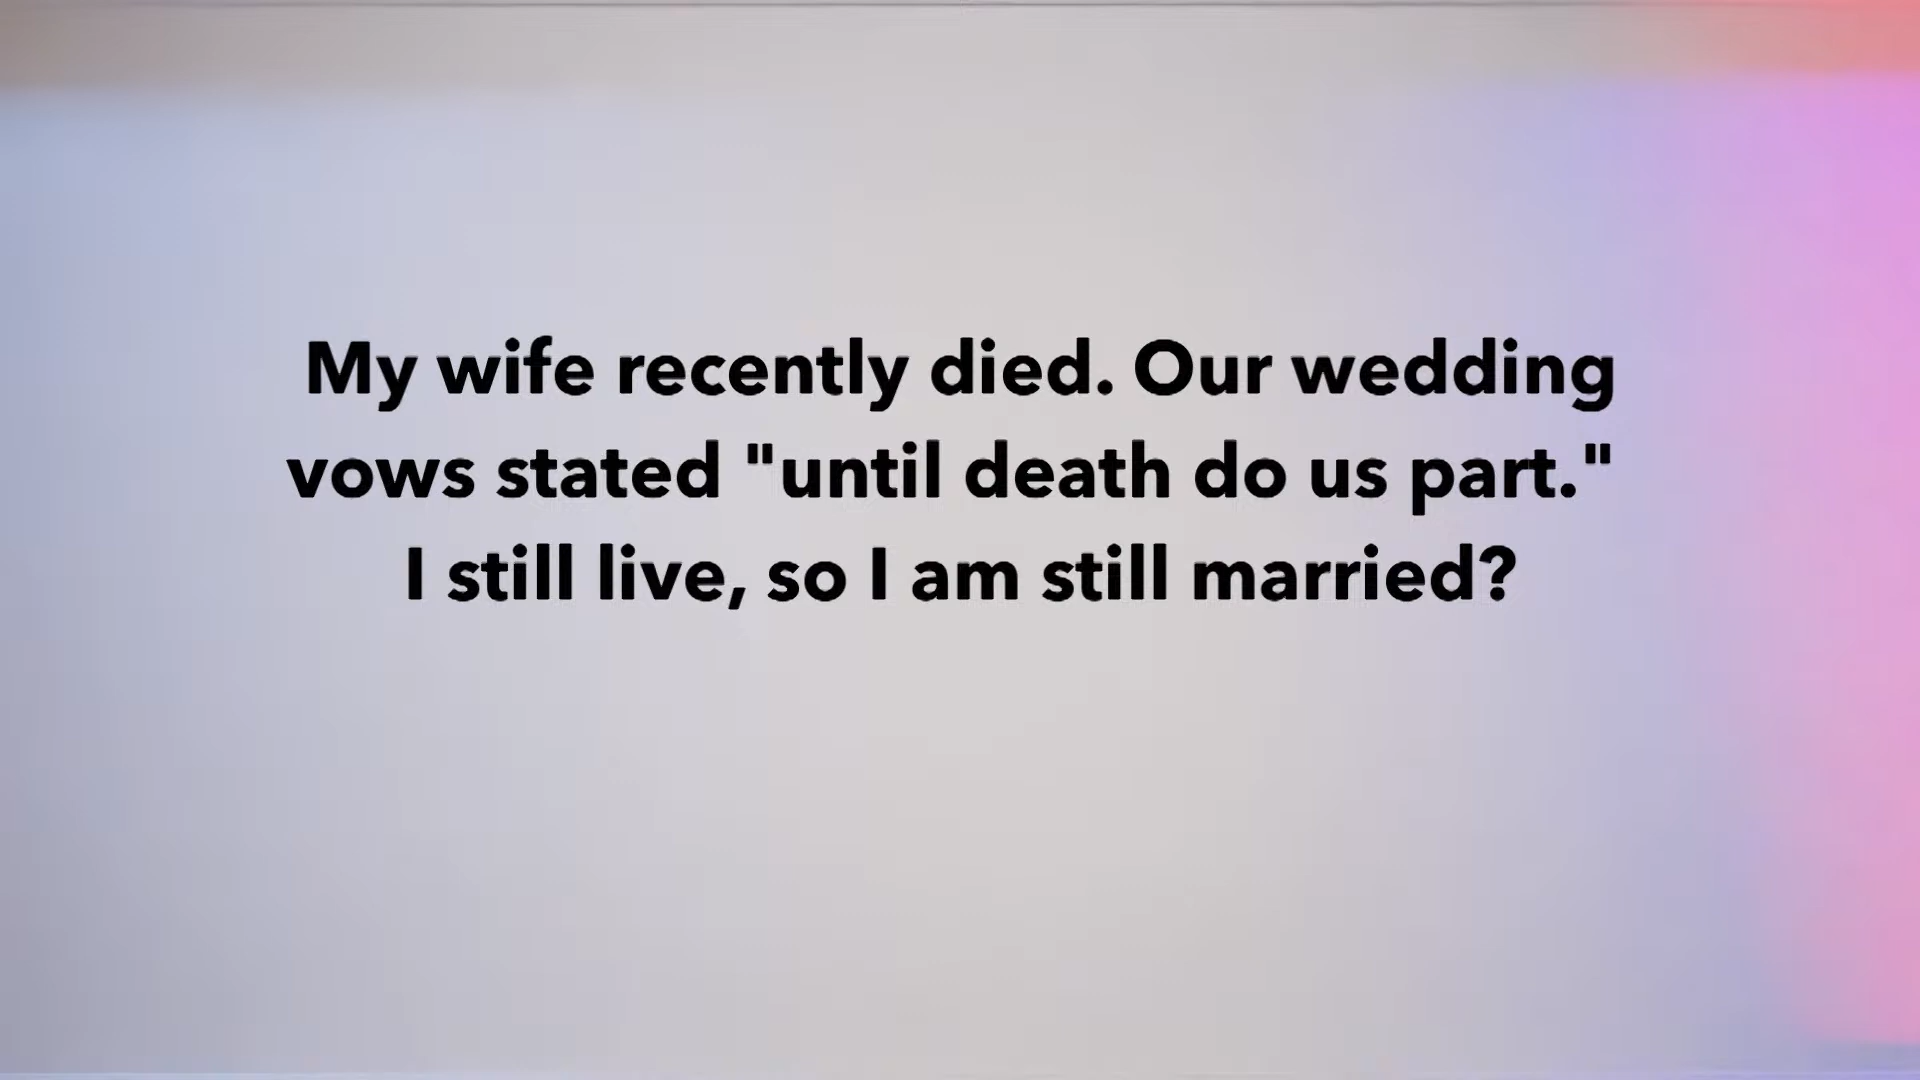 My wife recently died. Our wedding
vows stated "until death do us part."
I still live, so I am still married?